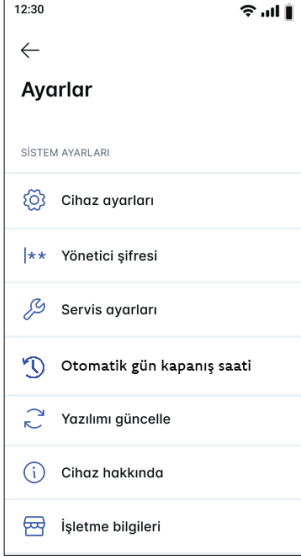 12:30
Ayarlar
SİSTEM AYARLARI
Cihaz ayarları
|** Yönetici şifresi
Servis ayarları
Otomatik gün kapanış saati
Yazılımı güncelle
Cihaz hakkında
İşletme bilgileri